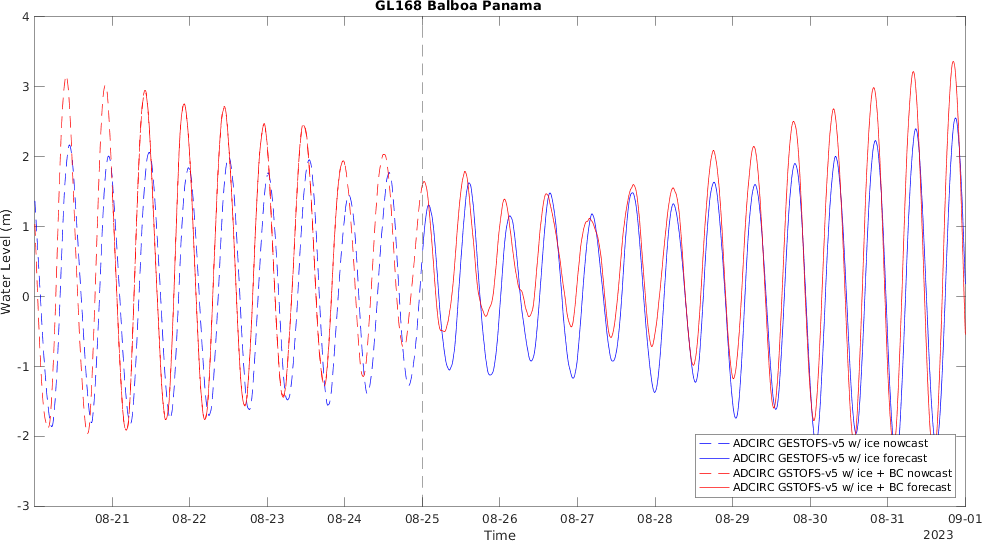 GL168 Balboa Panama
4
3
2
1
0
-1
-2
-3
Water Level (m)
ADCIRC GESTOFS-v5 w/ ice nowcast
ADCIRC GESTOFS-v5 w/ ice forecast
ADCIRC GSTOFS-v5 w/ ice + BC nowcast
ADCIRC GSTOFS-v5 w/ ice + BC forecast
08-21 08-22 08-23 08-24 08-25 08-26 08-27 08-28 08-29 08-30 08-31 09-01
Time
2023